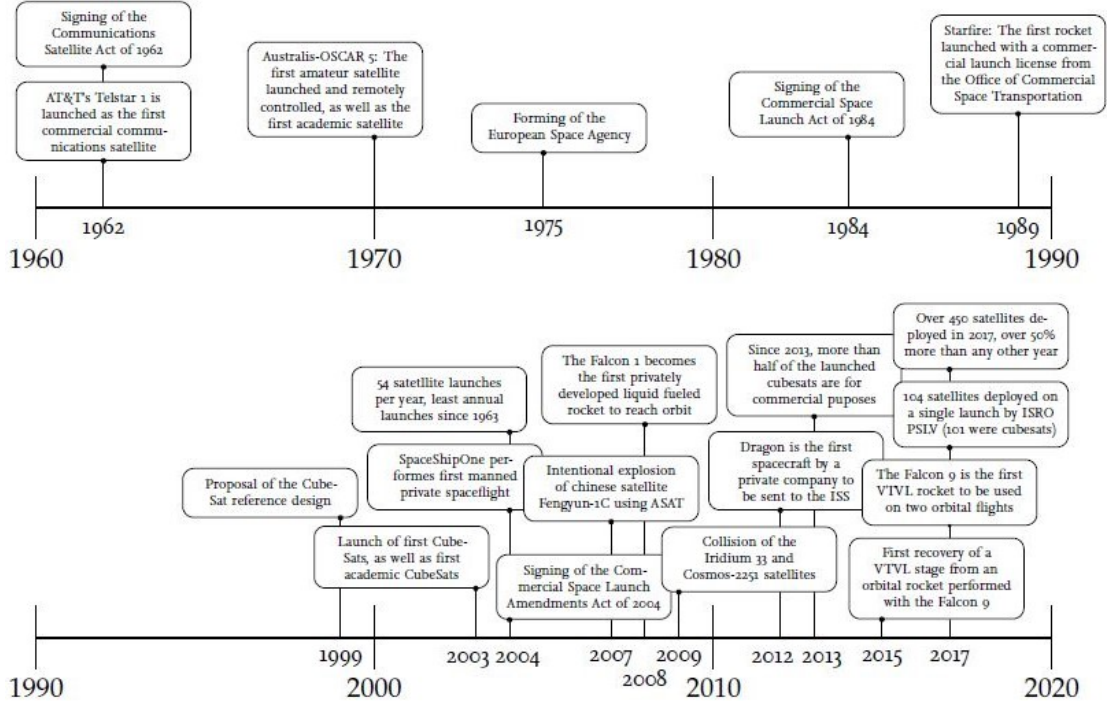 Signing of the
Communications
Satellite Act of 1962
AT&T's Telstar 1 is
launched as the first
commercial commu-
nications satellite
Australis-OSCAR 5: The
first amateur satellite
launched and remotely
controlled, as well as the
first academic satellite
Forming of the
European Space Agency
Signing of the
Commercial Space
Launch Act of 1984
Starfire: The first rocket
launched with a commer-
cial launch license from
the Office of Commercial
Space Transportation
1962
1975
1984
1989
1960
1970
1980
1990
Proposal of the Cube-
Sat reference design
Launch of first Cube-
Sats, as well as first
academic CubeSats
54 satetllite launches
per year, least annual
launches since 1963
SpaceShipOne per-
formes first manned
private spaceflight
Signing of the Com-
mercial Space Launch
Amendments Act of 2004
The Falcon 1 becomes
the first privately
developed liquid fueled
rocket to reach orbit
Intentional explosion
of chinese satellite
Fengyun-1C using ASAT
Collision of the
Iridium 33 and
Cosmos-2251 satellites
Since 2013, more than
half of the launched
cubesats are for
commercial puposes
Dragon is the first
spacecraft by a
private company to
be sent to the ISS
Over 450 satellites de-
ployed in 2017, over 50%
more than any other year
104 satellites deployed on
a single launch by ISRO
PSLV (101 were cubesats)
The Falcon 9 is the first
VTVL rocket to be used
on two orbital flights
First recovery of a
VTVL stage from an
orbital rocket performed
with the Falcon 9
1999
2003
2004
2007
2008
2009
2012
2013
2015
2017
1990
2000
2010
2020